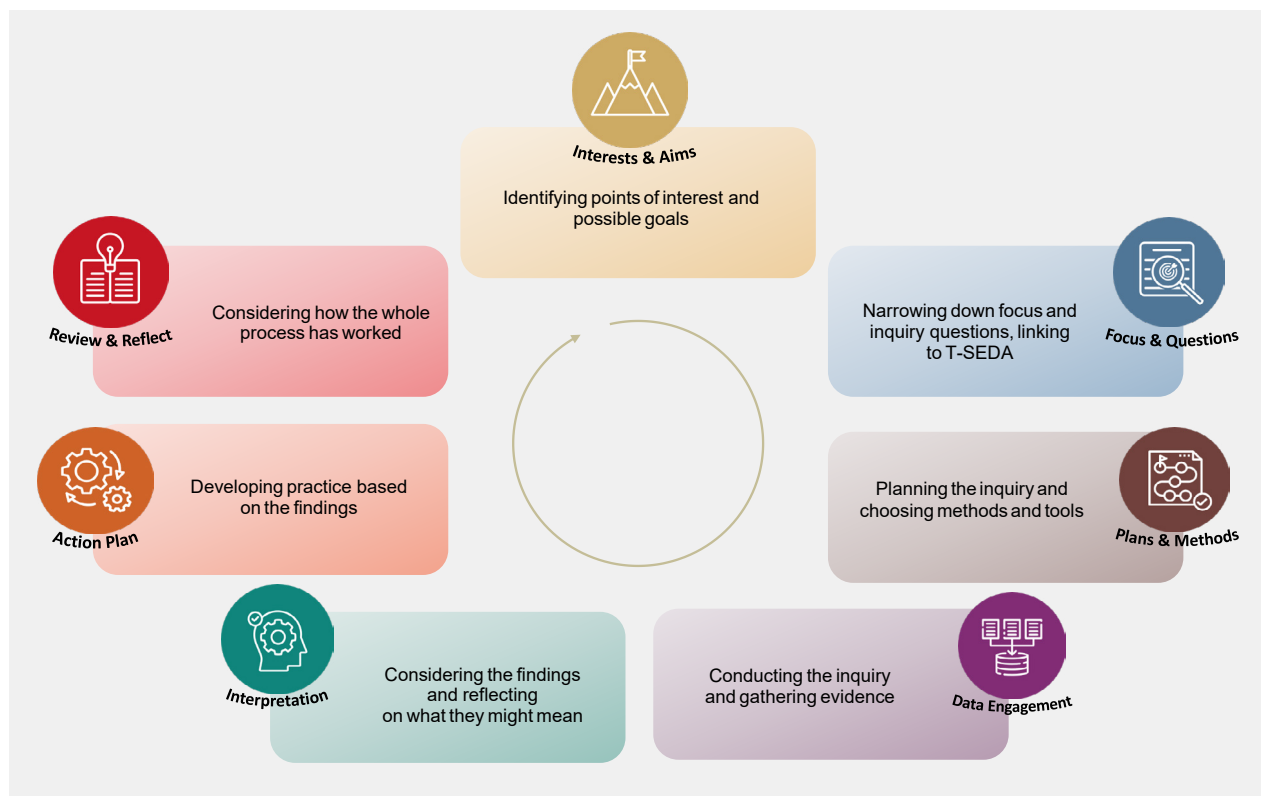 Interests & Aims
Identifying points of interest and
possible goals
Focus & Questions
Narrowing down focus and
inquiry questions, linking
to T-SEDA
Plans & Methods
Planning the inquiry and
choosing methods and tools
Data Engagement
Conducting the inquiry
and gathering evidence
Interpretation
Considering the findings
and reflecting
on what they might mean
Action Plan
Developing practice based
on the findings
Review & Reflect
Considering how the whole
process has worked